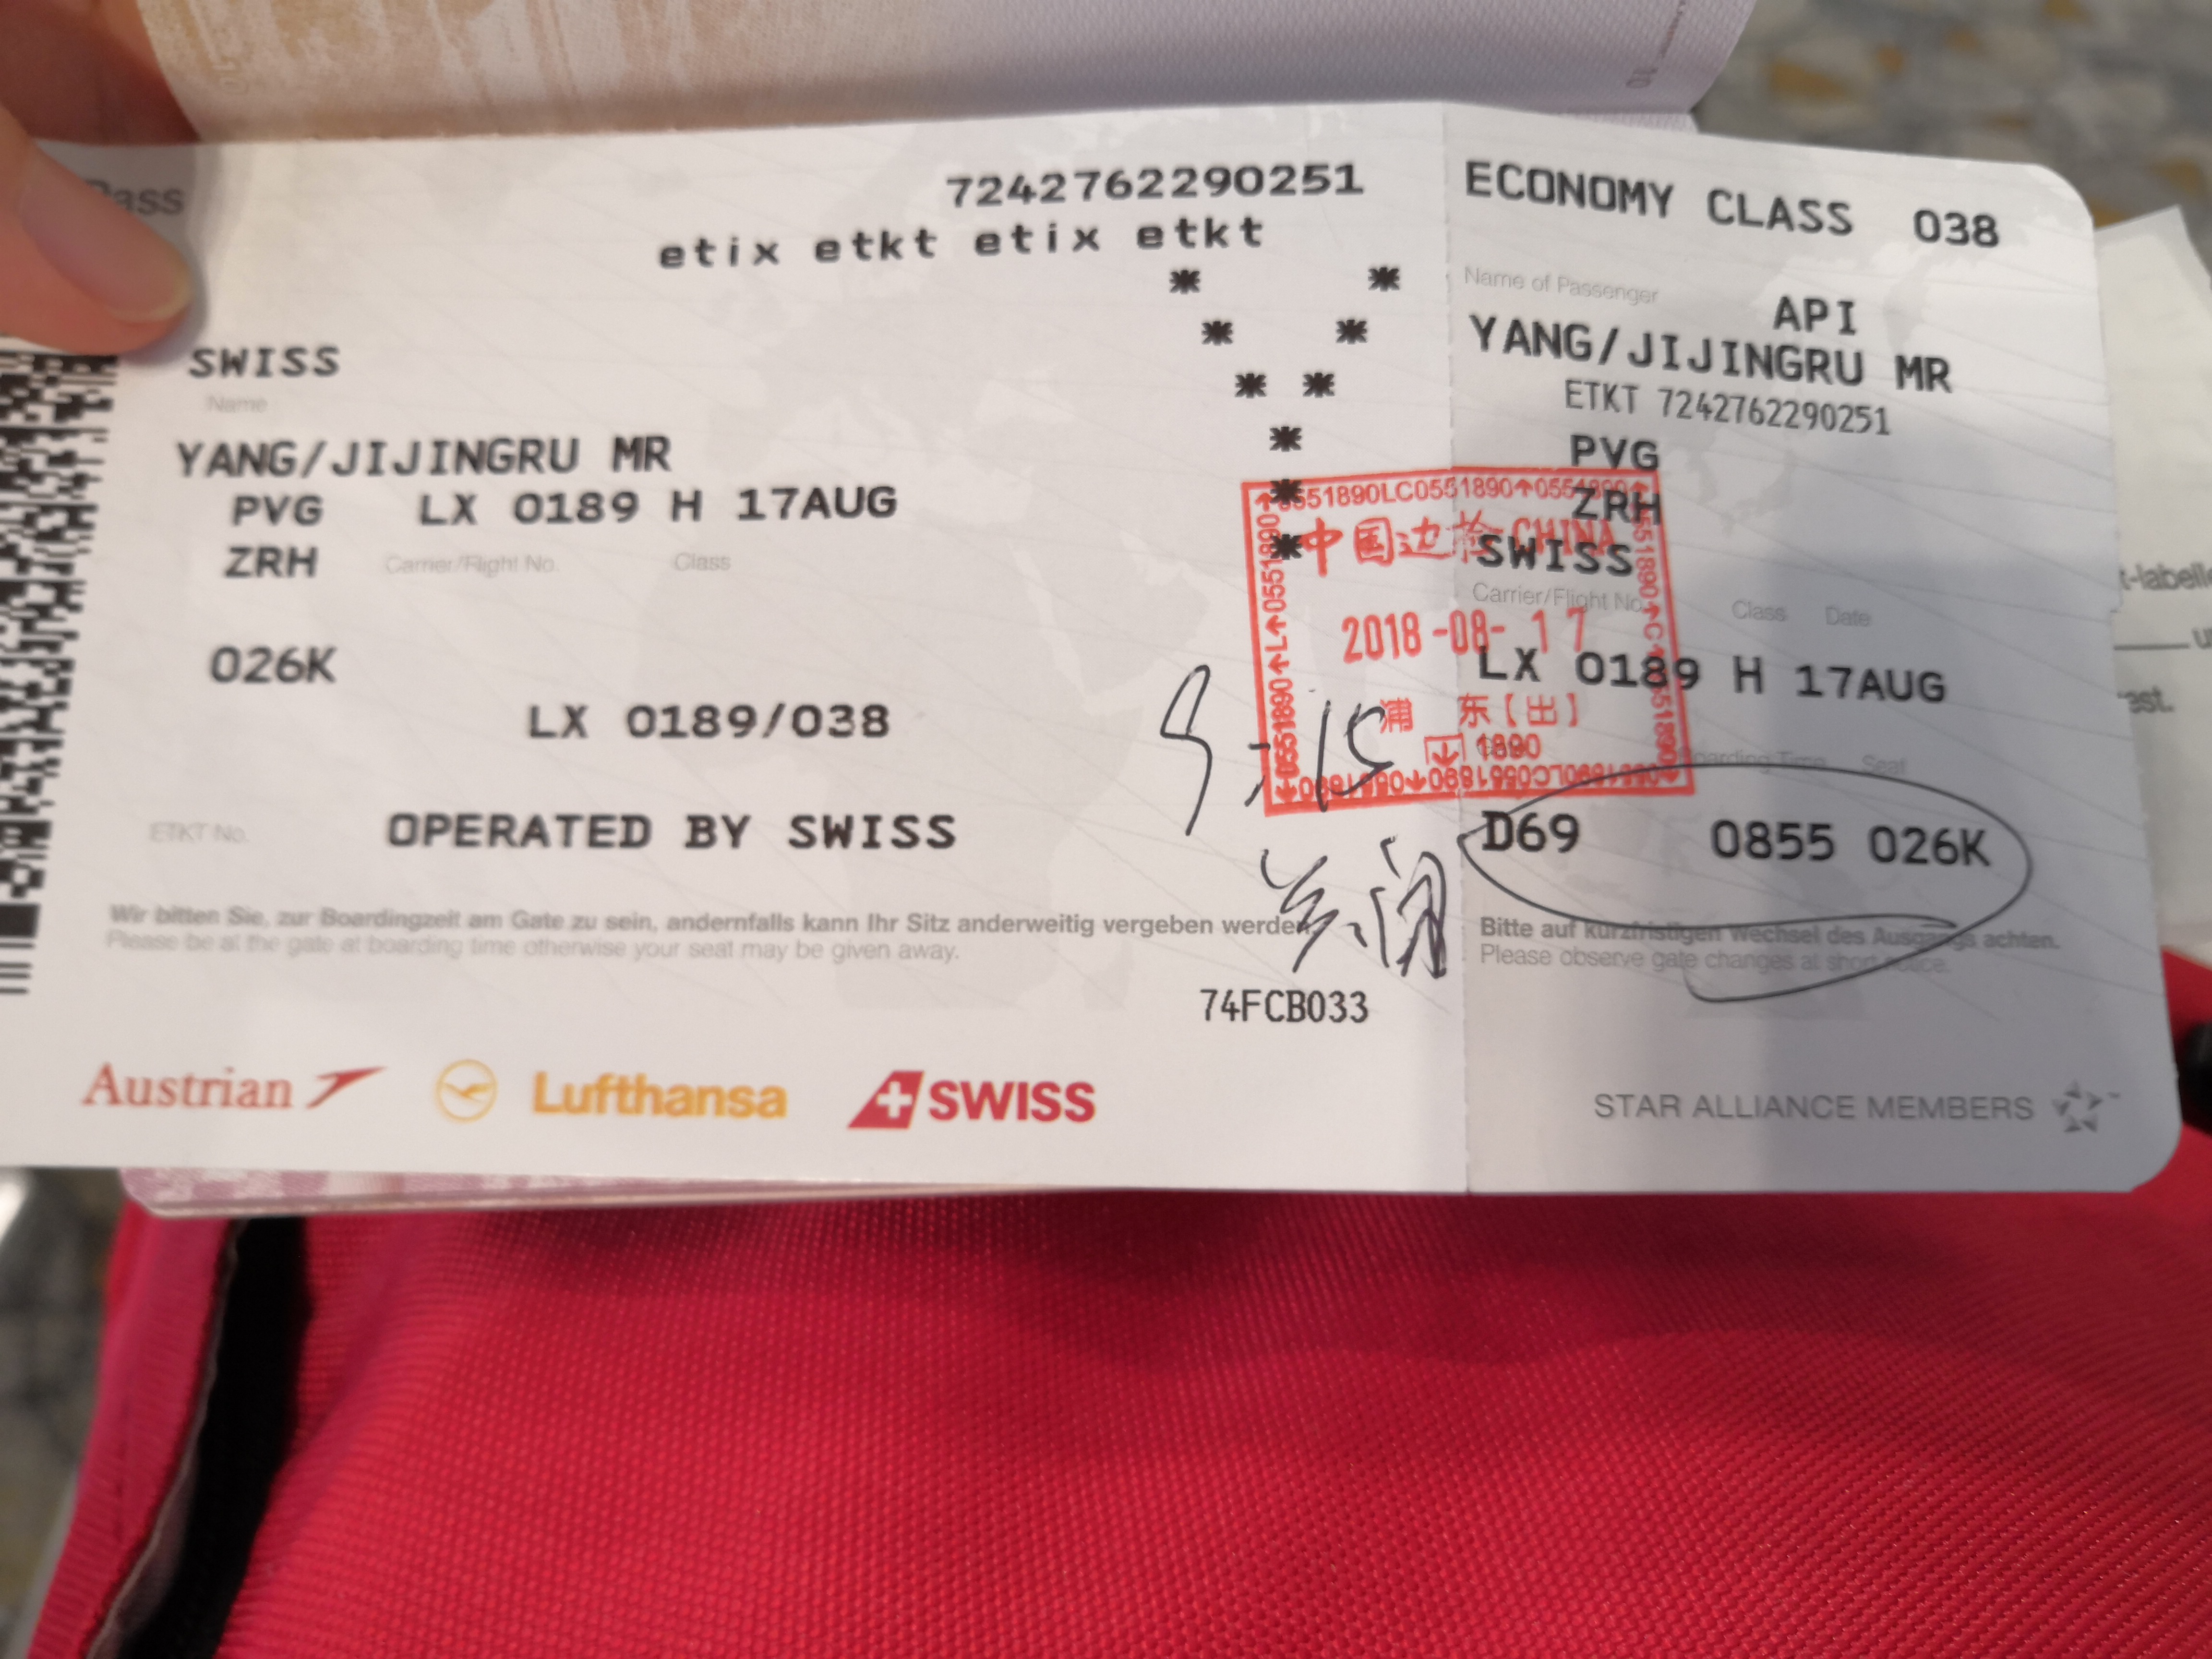 7242762290251
etix etkt etix etkt
SWISS
Name
YANG/JIJINGRU MR
PVG LX 0189 H 17AUG
ZRH Carrier/Flight No. Class
026K
LX 0189/038
ETKT No. OPERATED BY SWISS
Wir bitten Sie, zur Boardingzeit am Gate zu sein, andernfalls kann Ihr Sitz anderweitig vergeben werden.
Please be at the gate at boarding time otherwise your seat may be given away.
74FCB033
Austrian Lufthansa SWISS
ECONOMY CLASS 038
Name of Passenger
API
YANG/JIJINGRU MR
ETKT 7242762290251
PVG
ZRH
SWISS
Carrier/Flight No. Class Date
LX 0189 H 17AUG
Boarding Time Seat
D69 0855 026K
Bitte auf kurzfristigen Wechsel des Ausgangs achten.
Please observe gate changes at short notice.
STAR ALLIANCE MEMBERS
中国边检 CHINA
2018-08-17
浦东【出】
1890
9:15